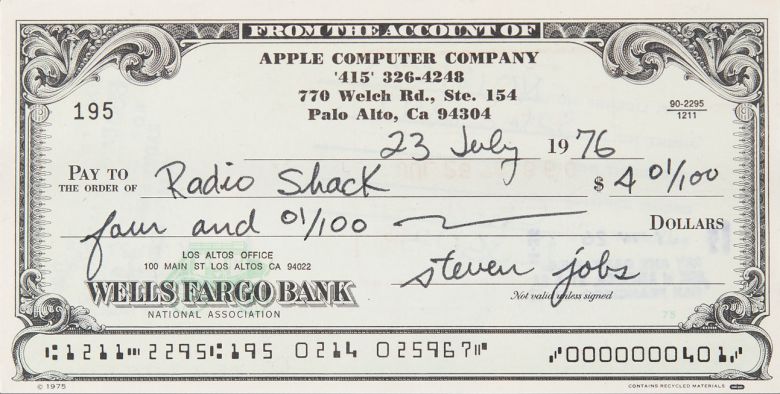 FROM THE ACCOUNT OF
APPLE COMPUTER COMPANY
'415' 326-4248
770 Welch Rd., Ste. 154
Palo Alto, Ca 94304
195
90-2295
1211
23 July 1976
PAY TO THE ORDER OF Radio Shack $ 4 01/100
four and 01/100 DOLLARS
LOS ALTOS OFFICE
100 MAIN ST LOS ALTOS CA 94022
WELLS FARGO BANK
NATIONAL ASSOCIATION
steven jobs
Not valid unless signed
75
⑆1211⑉2295⑆195 0214 025967⑈ ⑇0000000401⑇
© 1975
CONTAINS RECYCLED MATERIALS